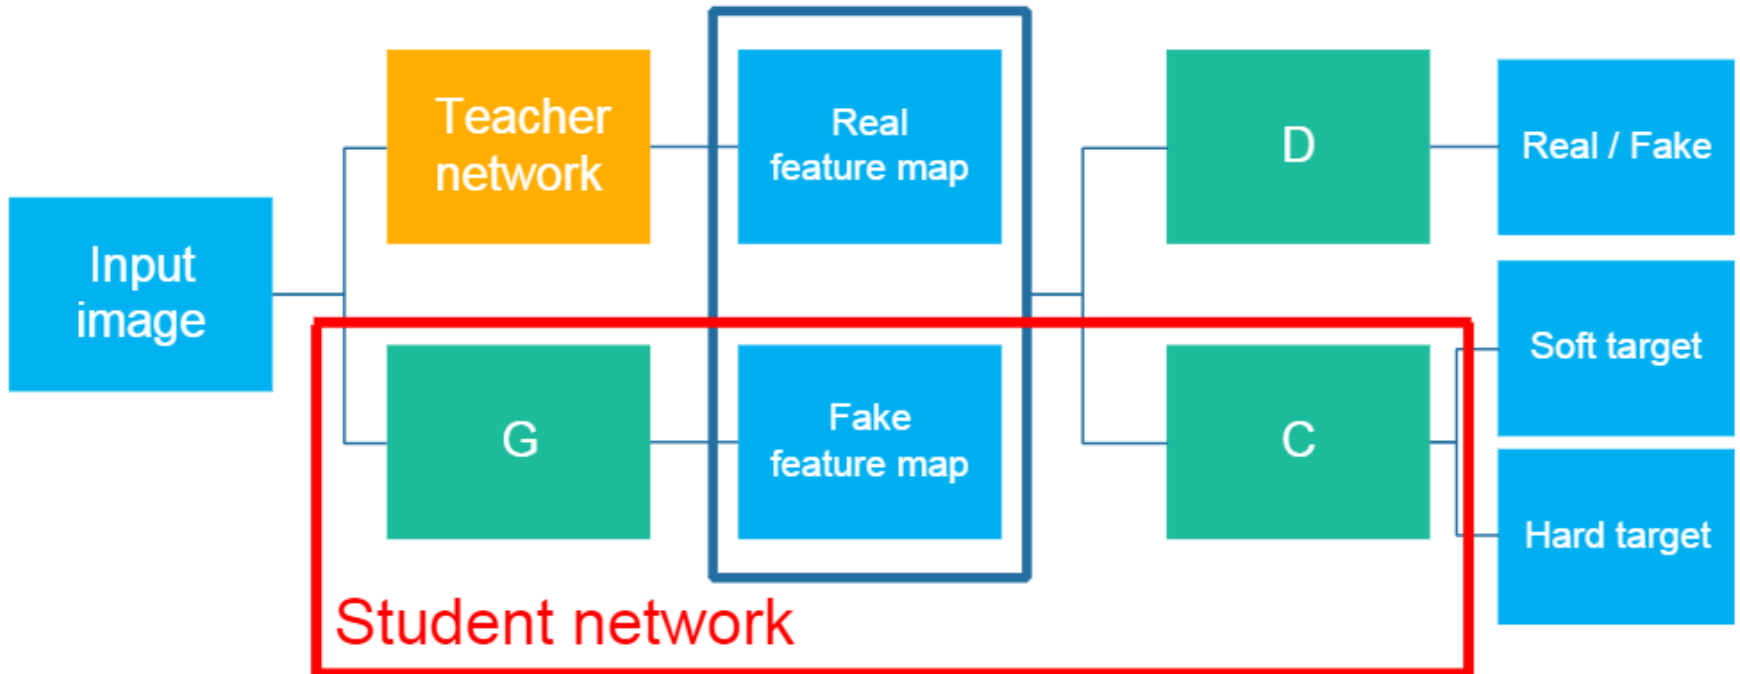 Input
image
Teacher
network
Real
feature map
D
Real / Fake
G
Fake
feature map
C
Soft target
Hard target
Student network